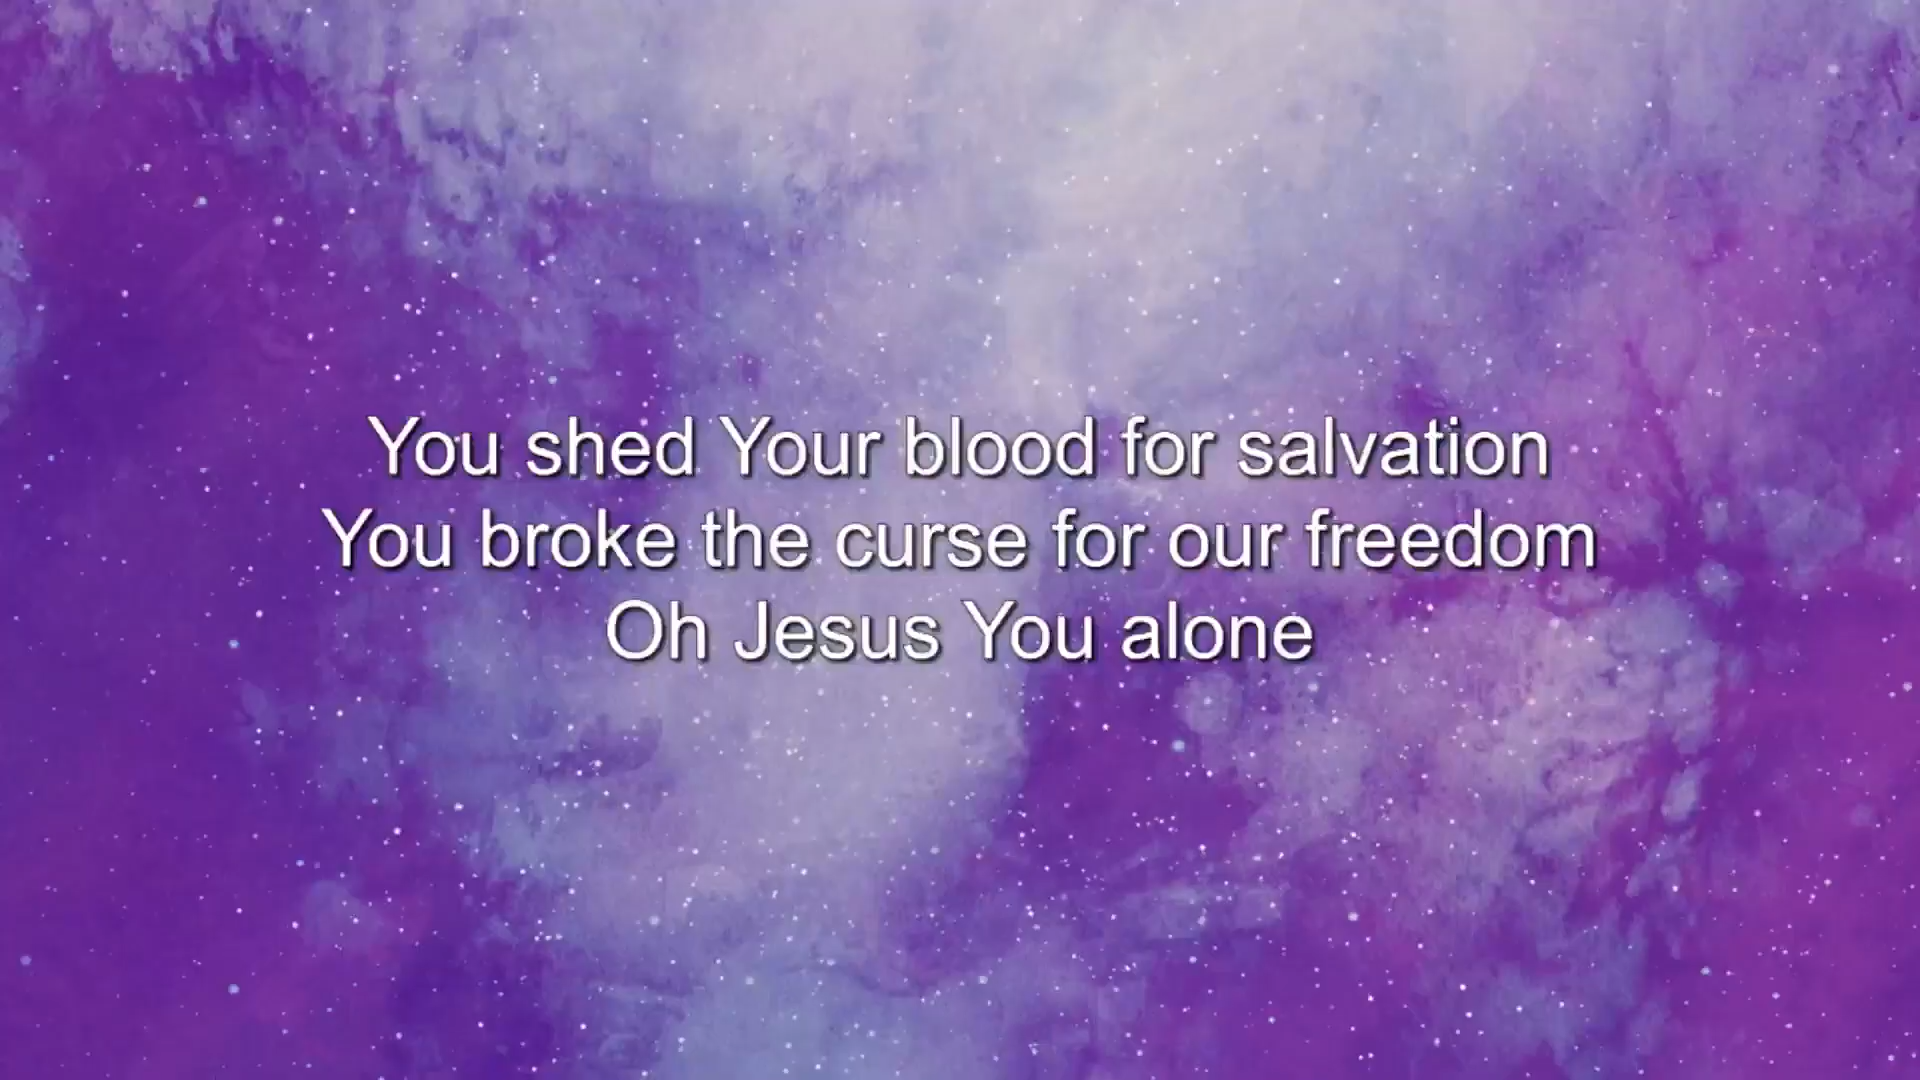 You shed Your blood for salvation
You broke the curse for our freedom
Oh Jesus You alone